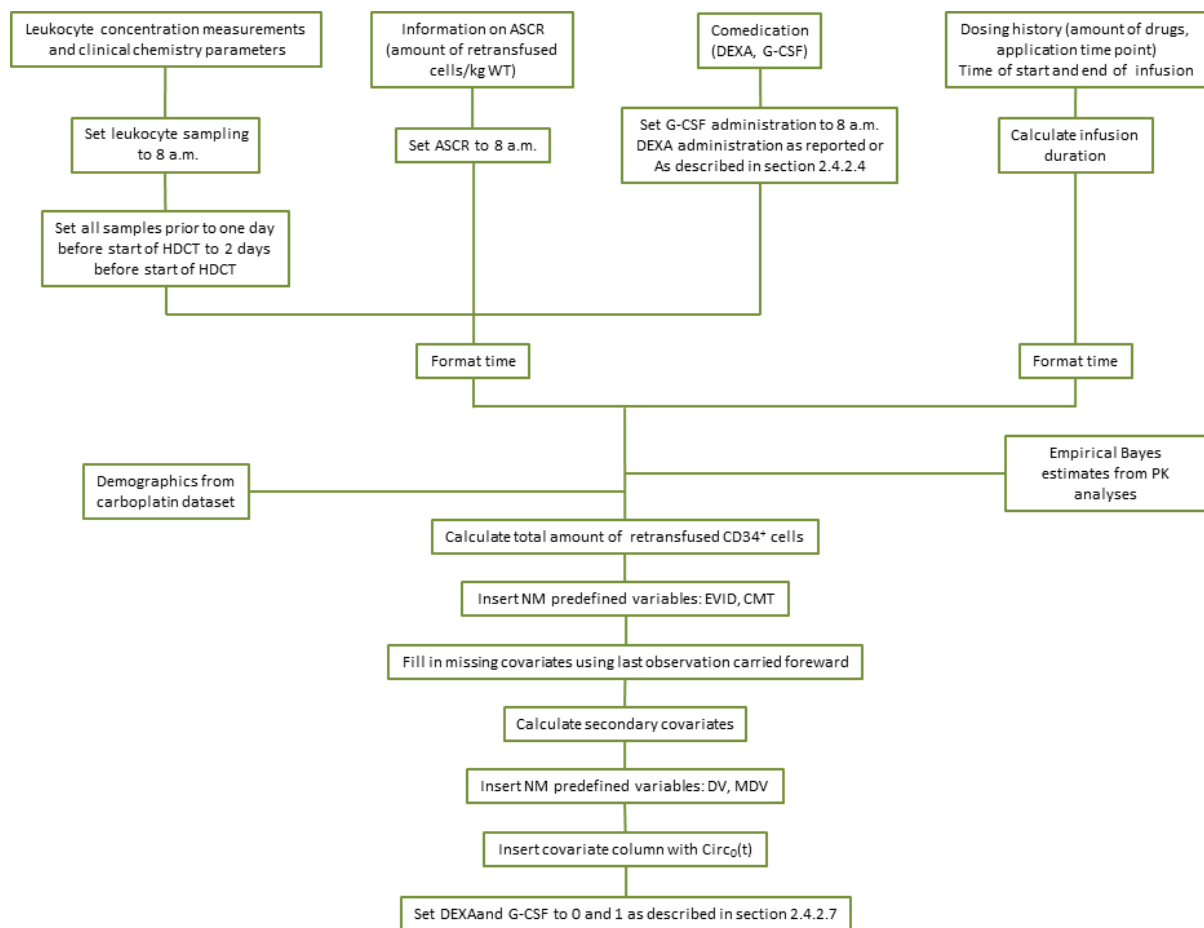 Leukocyte concentration measurements
and clinical chemistry parameters
Information on ASCR
(amount of retransfused
cells/kg WT)
Comedication
(DEXA, G-CSF)
Dosing history (amount of drugs,
application time point)
Time of start and end of infusion
Set leukocyte sampling
to 8 a.m.
Set ASCR to 8 a.m.
Set G-CSF administration to 8 a.m.
DEXA administration as reported or
As described in section 2.4.2.4
Calculate infusion
duration
Set all samples prior to one day
before start of HDCT to 2 days
before start of HDCT
Format time
Format time
Demographics from
carboplatin dataset
Empirical Bayes
estimates from PK
analyses
Calculate total amount of retransfused CD34⁺ cells
Insert NM predefined variables: EVID, CMT
Fill in missing covariates using last observation carried foreward
Calculate secondary covariates
Insert NM predefined variables: DV, MDV
Insert covariate column with Circ₀(t)
Set DEXAand G-CSF to 0 and 1 as described in section 2.4.2.7